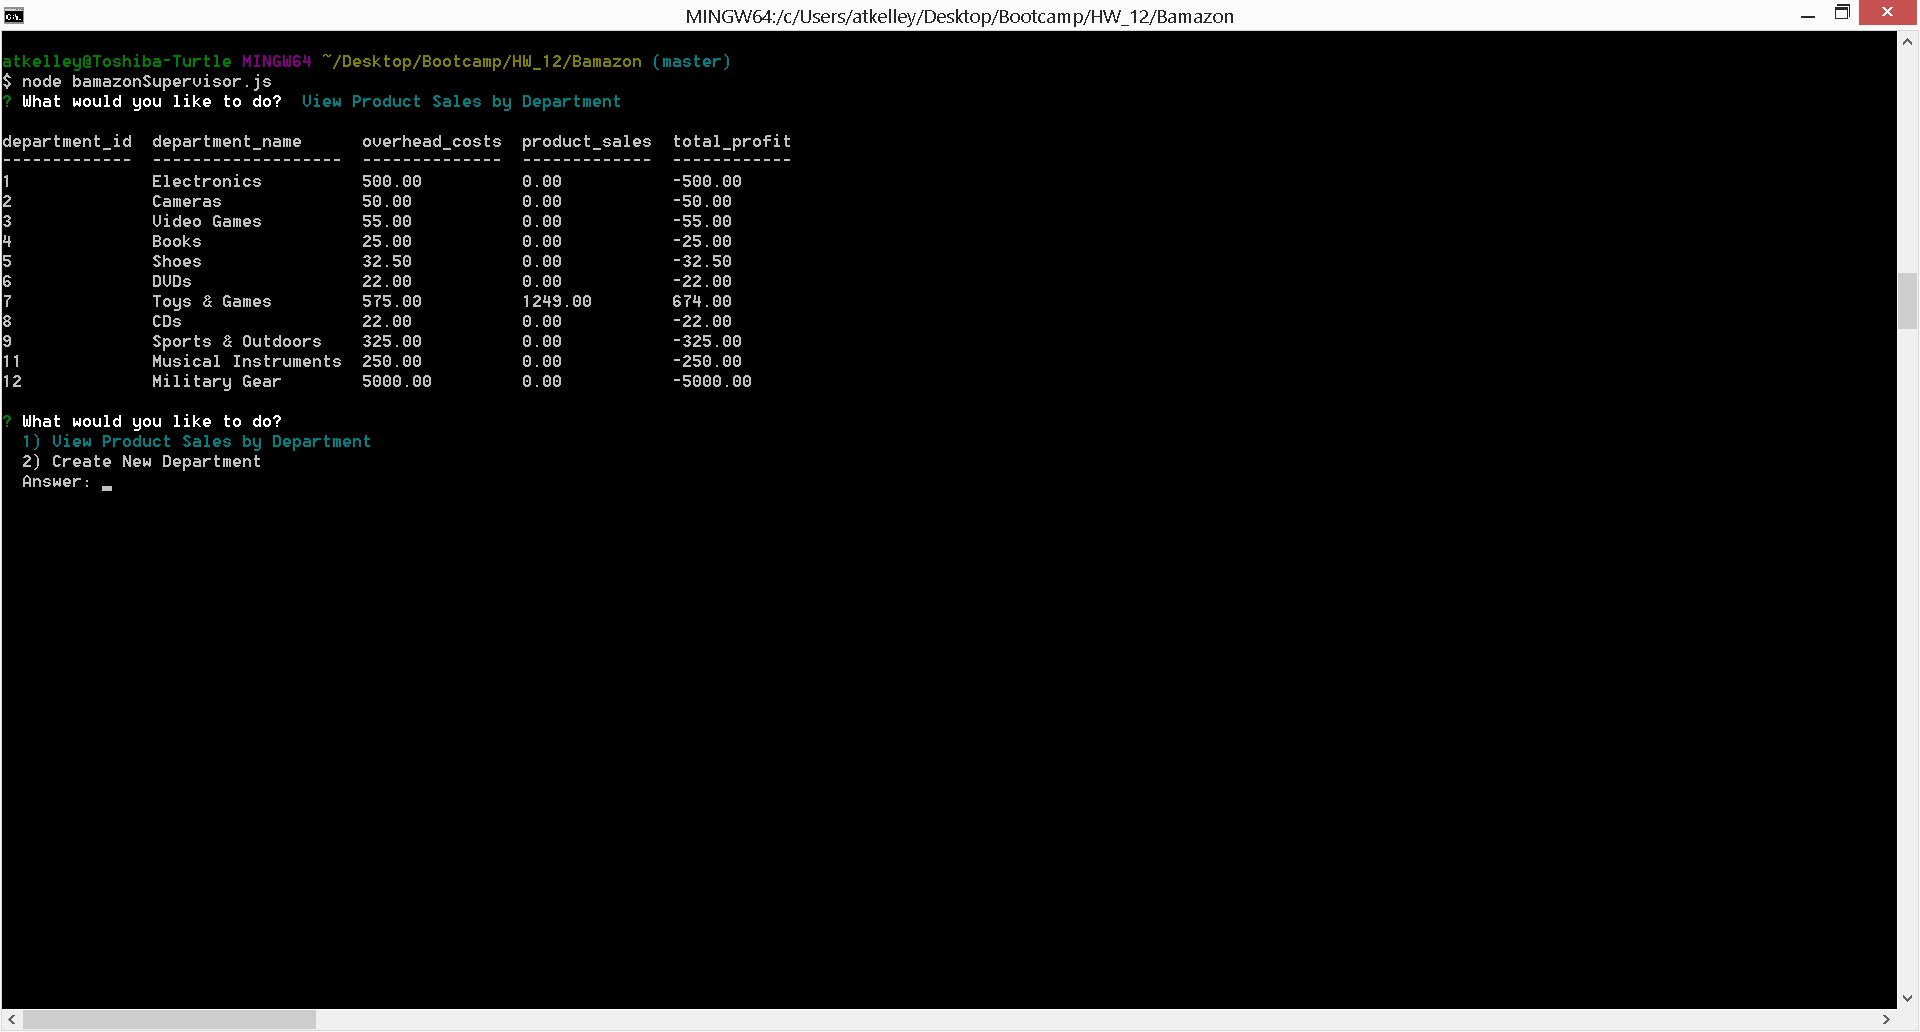 MINGW64:/c/Users/atkelley/Desktop/Bootcamp/HW_12/Bamazon
atkelley@Toshiba-Turtle MINGW64 ~/Desktop/Bootcamp/HW_12/Bamazon (master)
$ node bamazonSupervisor.js
? What would you like to do?  View Product Sales by Department
department_id  department_name      overhead_costs  product_sales  total_profit
-------------  -------------------  --------------  -------------  ------------
1              Electronics          500.00          0.00           -500.00
2              Cameras              50.00           0.00           -50.00
3              Video Games          55.00           0.00           -55.00
4              Books                25.00           0.00           -25.00
5              Shoes                32.50           0.00           -32.50
6              DVDs                 22.00           0.00           -22.00
7              Toys & Games         575.00          1249.00        674.00
8              CDs                  22.00           0.00           -22.00
9              Sports & Outdoors    325.00          0.00           -325.00
11             Musical Instruments  250.00          0.00           -250.00
12             Military Gear        5000.00         0.00           -5000.00
? What would you like to do?
  1) View Product Sales by Department
  2) Create New Department
  Answer: _